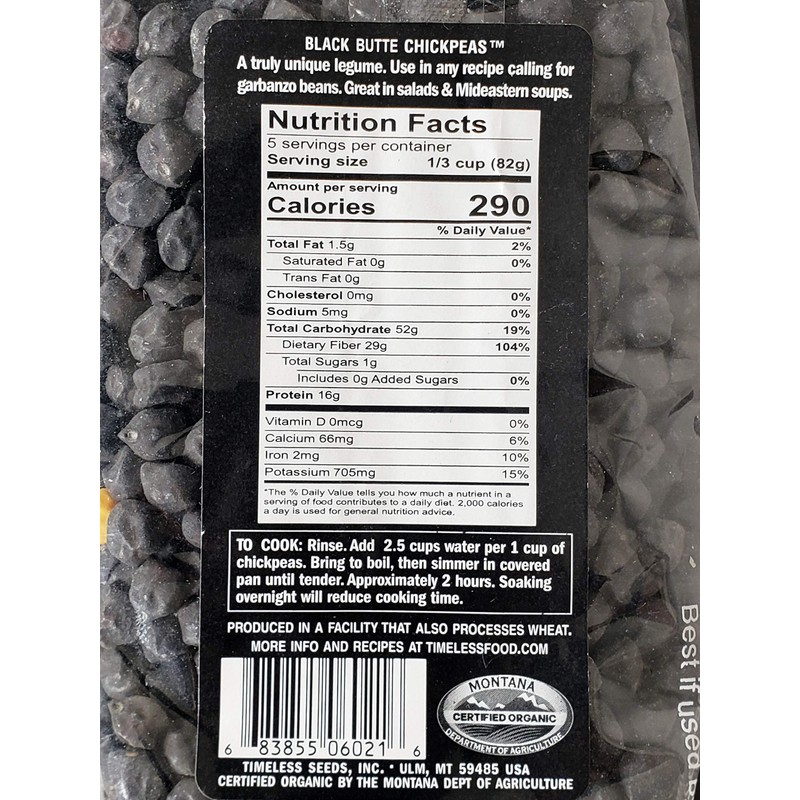 BLACK BUTTE CHICKPEAS™
A truly unique legume. Use in any recipe calling for
garbanzo beans. Great in salads & Mideastern soups.
Nutrition Facts
5 servings per container
Serving size 1/3 cup (82g)
Amount per serving
Calories 290
% Daily Value*
Total Fat 1.5g 2%
Saturated Fat 0g 0%
Trans Fat 0g
Cholesterol 0mg 0%
Sodium 5mg 0%
Total Carbohydrate 52g 19%
Dietary Fiber 29g 104%
Total Sugars 1g
Includes 0g Added Sugars 0%
Protein 16g
Vitamin D 0mcg 0%
Calcium 66mg 6%
Iron 2mg 10%
Potassium 705mg 15%
*The % Daily Value tells you how much a nutrient in a
serving of food contributes to a daily diet. 2,000 calories
a day is used for general nutrition advice.
TO COOK: Rinse. Add 2.5 cups water per 1 cup of
chickpeas. Bring to boil, then simmer in covered
pan until tender. Approximately 2 hours. Soaking
overnight will reduce cooking time.
PRODUCED IN A FACILITY THAT ALSO PROCESSES WHEAT.
MORE INFO AND RECIPES AT TIMELESSFOOD.COM
6 83855 06021 6
MONTANA
CERTIFIED ORGANIC
DEPARTMENT OF AGRICULTURE
TIMELESS SEEDS, INC. • ULM, MT 59485 USA
CERTIFIED ORGANIC BY THE MONTANA DEPT OF AGRICULTURE
Best if used